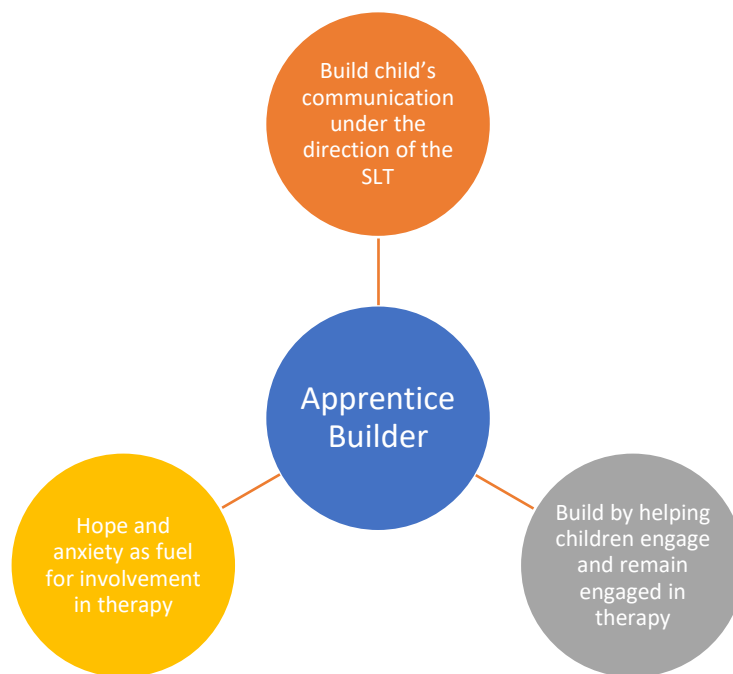 Build child’s
communication
under the
direction of the
SLT
Apprentice
Builder
Hope and
anxiety as fuel
for involvement
in therapy
Build by helping
children engage
and remain
engaged in
therapy